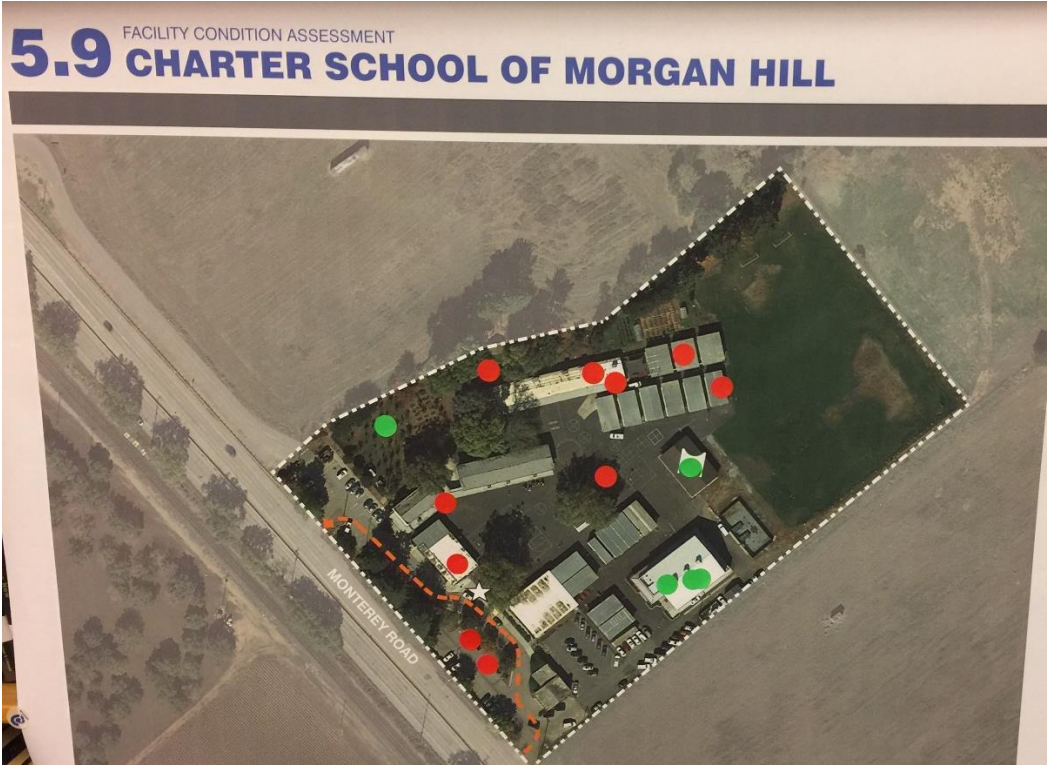 5.9 FACILITY CONDITION ASSESSMENT
CHARTER SCHOOL OF MORGAN HILL
MONTEREY ROAD